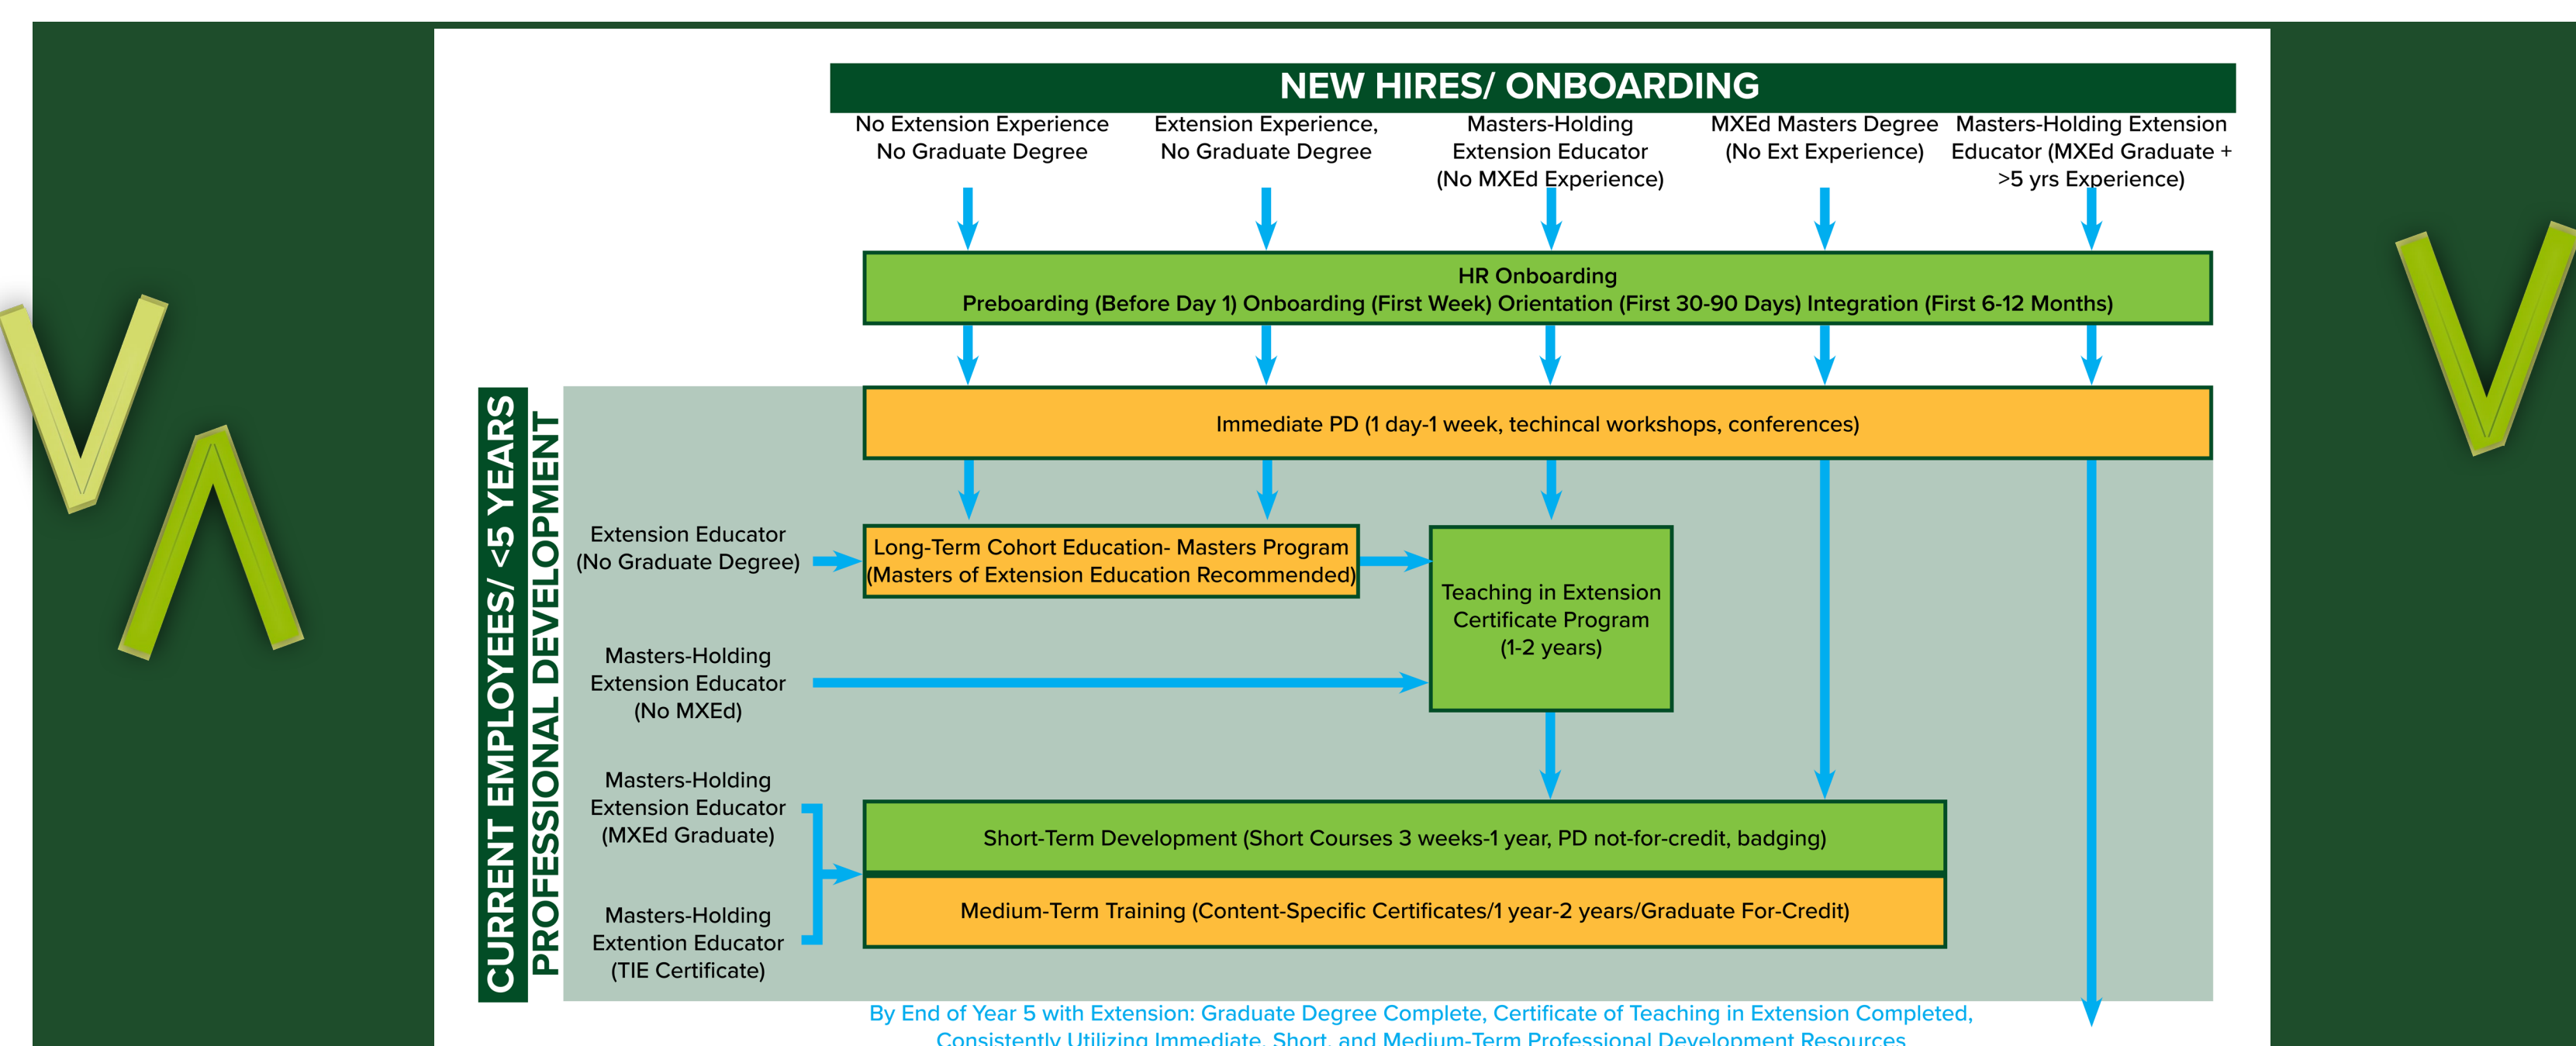 NEW HIRES/ ONBOARDING
No Extension Experience
No Graduate Degree
Extension Experience,
No Graduate Degree
Masters-Holding
Extension Educator
(No MXEd Experience)
MXEd Masters Degree
(No Ext Experience)
Masters-Holding Extension
Educator (MXEd Graduate +
>5 yrs Experience)
HR Onboarding
Preboarding (Before Day 1) Onboarding (First Week) Orientation (First 30-90 Days) Integration (First 6-12 Months)
CURRENT EMPLOYEES/ <5 YEARS
PROFESSIONAL DEVELOPMENT
Immediate PD (1 day-1 week, techincal workshops, conferences)
Extension Educator
(No Graduate Degree)
Long-Term Cohort Education- Masters Program
(Masters of Extension Education Recommended)
Teaching in Extension
Certificate Program
(1-2 years)
Masters-Holding
Extension Educator
(No MXEd)
Masters-Holding
Extension Educator
(MXEd Graduate)
Short-Term Development (Short Courses 3 weeks-1 year, PD not-for-credit, badging)
Medium-Term Training (Content-Specific Certificates/1 year-2 years/Graduate For-Credit)
Masters-Holding
Extention Educator
(TIE Certificate)
By End of Year 5 with Extension: Graduate Degree Complete, Certificate of Teaching in Extension Completed,
Consistently Utilizing Immediate, Short, and Medium-Term Professional Development Resources